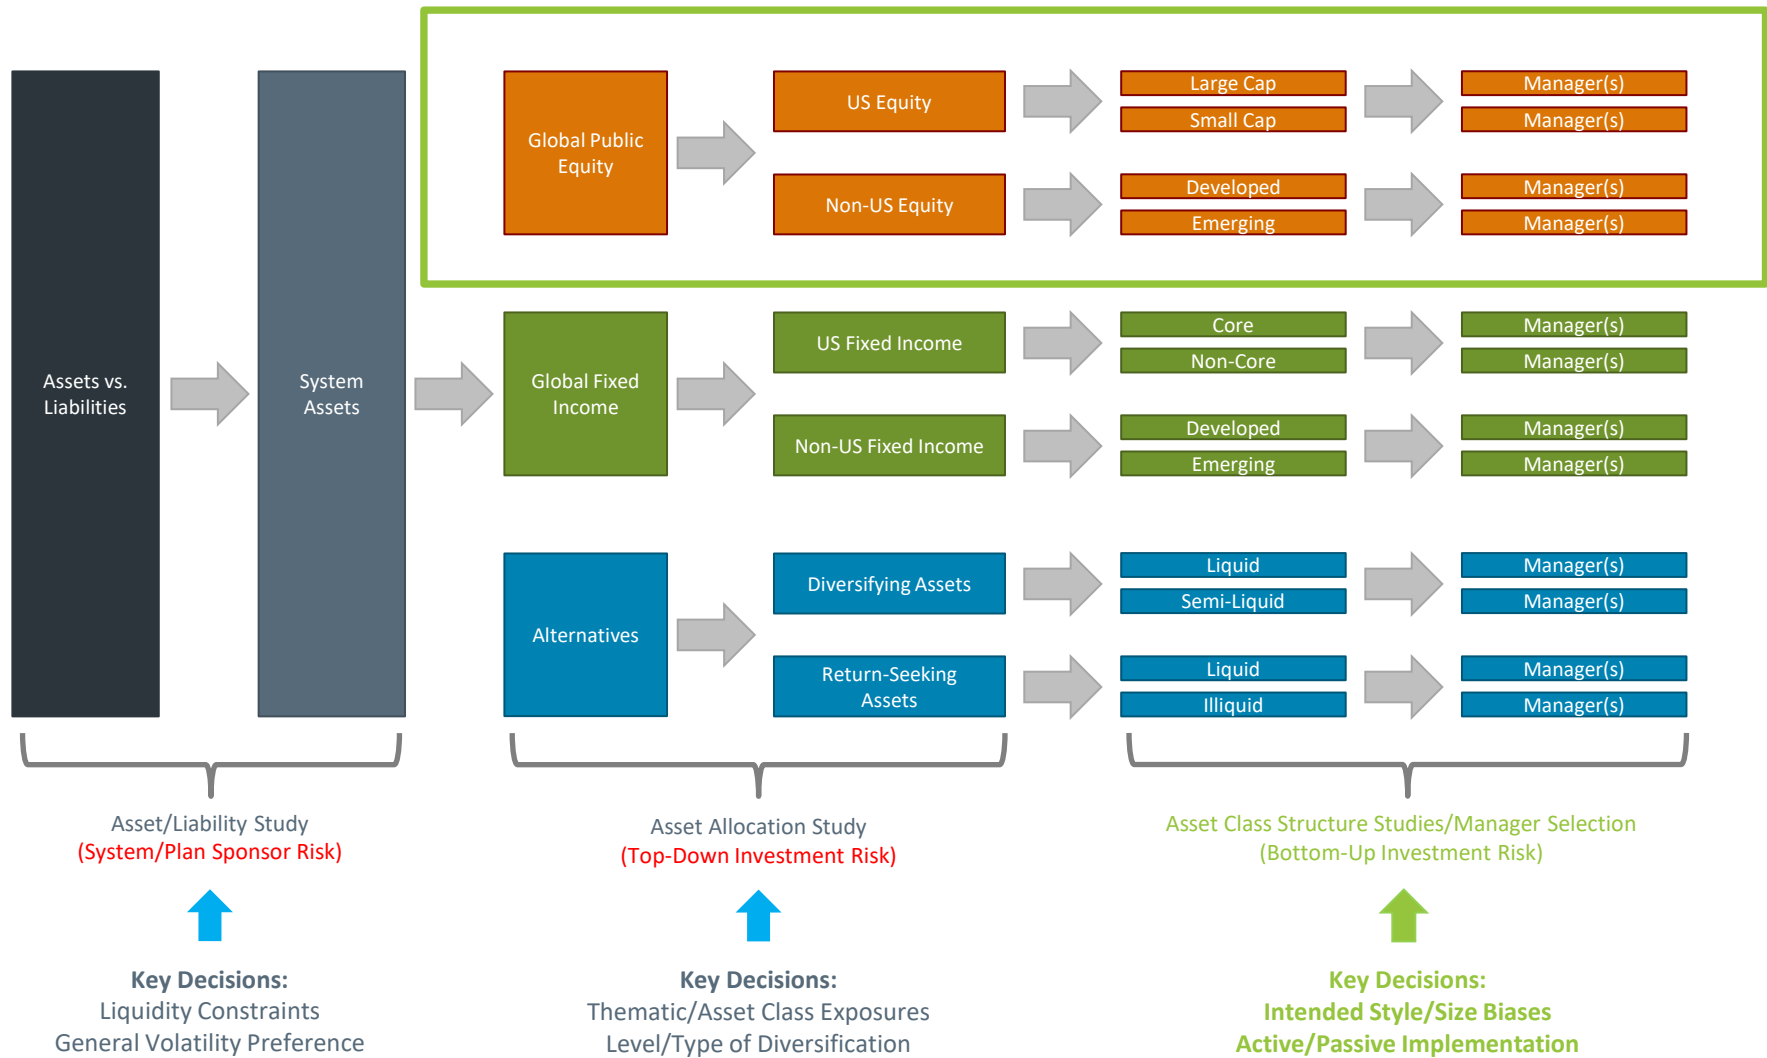 Assets vs.
Liabilities
System
Assets
Global Public
Equity
US Equity
Large Cap
Manager(s)
Small Cap
Manager(s)
Non-US Equity
Developed
Manager(s)
Emerging
Manager(s)
Global Fixed
Income
US Fixed Income
Core
Manager(s)
Non-Core
Manager(s)
Non-US Fixed Income
Developed
Manager(s)
Emerging
Manager(s)
Alternatives
Diversifying Assets
Liquid
Manager(s)
Semi-Liquid
Manager(s)
Return-Seeking
Assets
Liquid
Manager(s)
Illiquid
Manager(s)
Asset/Liability Study
(System/Plan Sponsor Risk)
Key Decisions:
Liquidity Constraints
General Volatility Preference
Asset Allocation Study
(Top-Down Investment Risk)
Key Decisions:
Thematic/Asset Class Exposures
Level/Type of Diversification
Asset Class Structure Studies/Manager Selection
(Bottom-Up Investment Risk)
Key Decisions:
Intended Style/Size Biases
Active/Passive Implementation